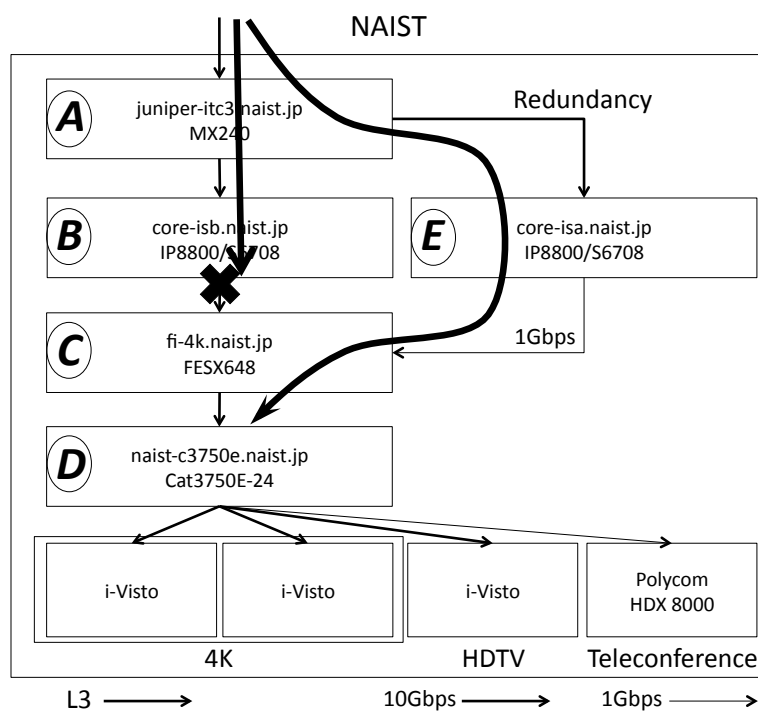 NAIST
Redundancy
A
juniper-itc3.naist.jp
MX240
B
core-isb.naist.jp
IP8800/S6708
E
core-isa.naist.jp
IP8800/S6708
1Gbps
C
fi-4k.naist.jp
FESX648
D
naist-c3750e.naist.jp
Cat3750E-24
i-Visto
i-Visto
i-Visto
Polycom
HDX 8000
4K
HDTV
Teleconference
L3
10Gbps
1Gbps